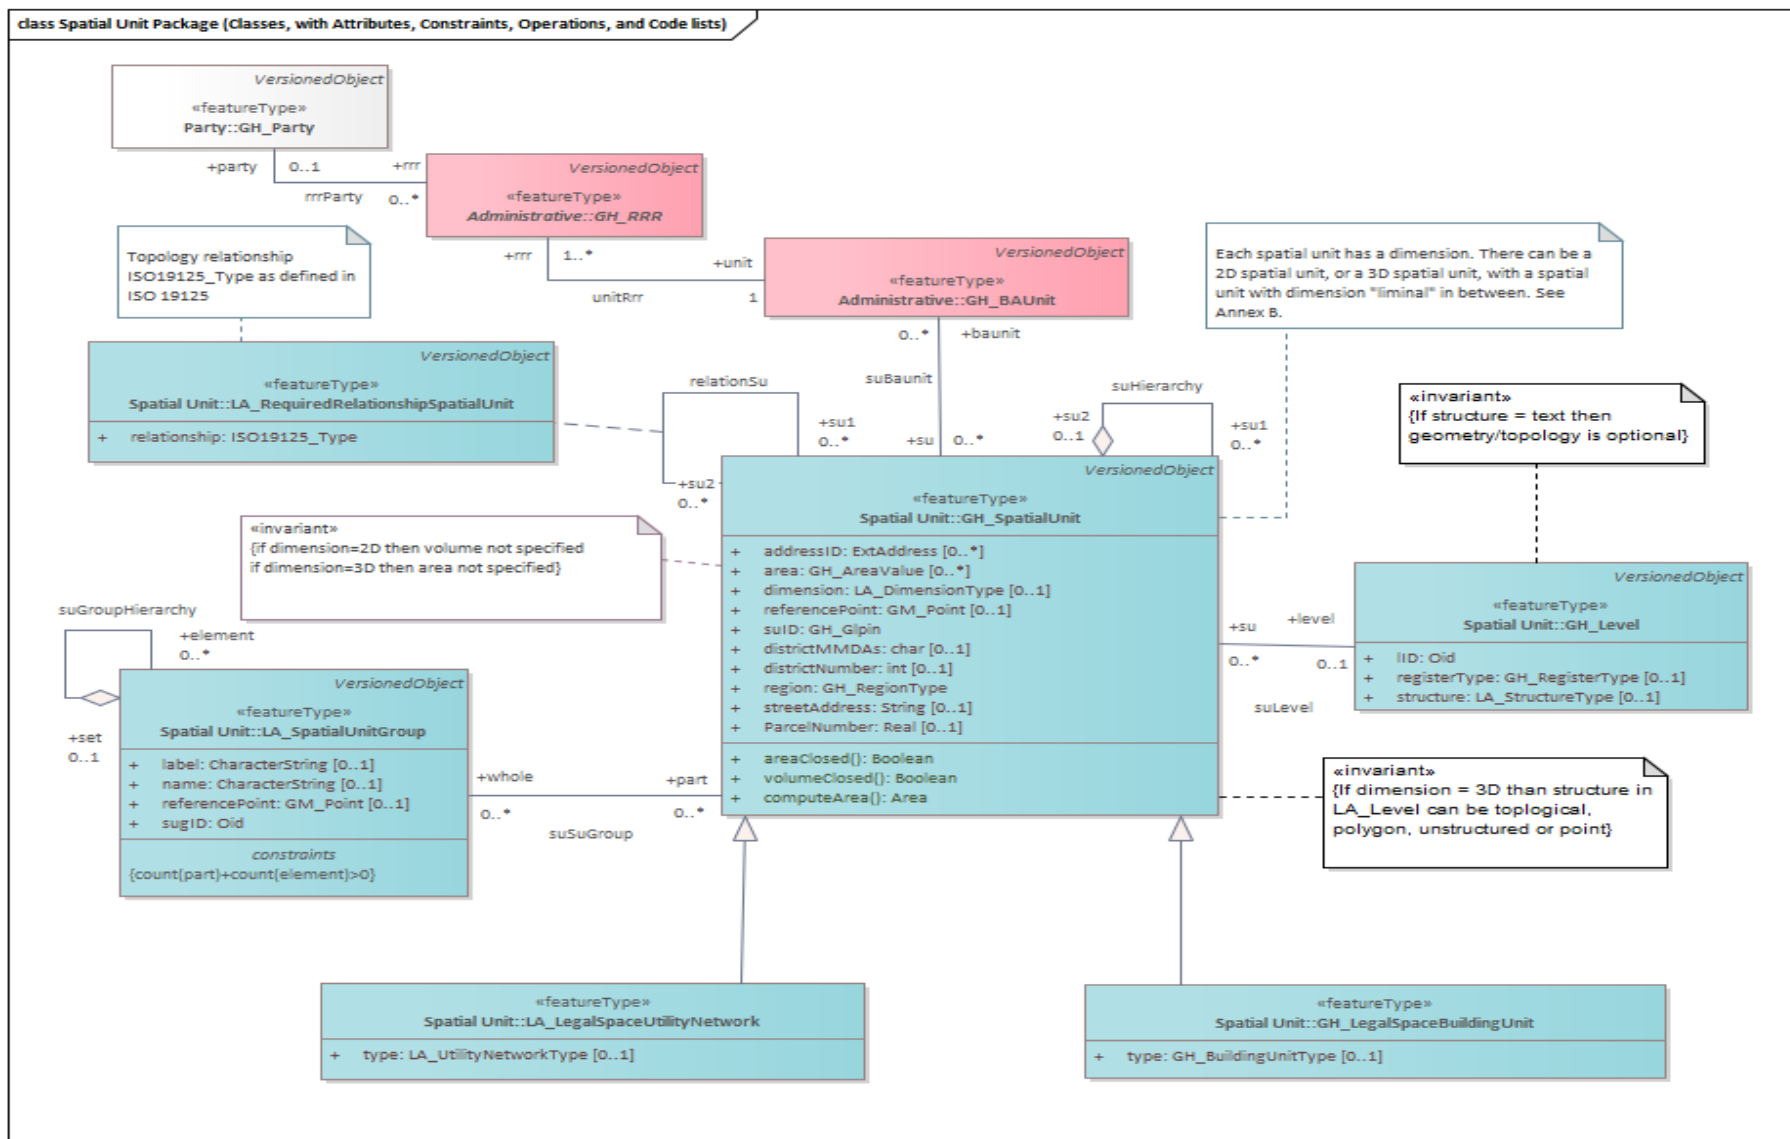 class Spatial Unit Package (Classes, with Attributes, Constraints, Operations, and Code lists)
VersionedObject
«featureType»
Party::GH_Party
+party
0..1
+rrr
rrrParty
0..*
VersionedObject
«featureType»
Administrative::GH_RRR
+rrr
1..*
+unit
unitRrr
1
VersionedObject
«featureType»
Administrative::GH_BAUnit
0..*
+baunit
suBaunit
+su
0..*
Topology relationship
ISO19125_Type as defined in
ISO 19125
Each spatial unit has a dimension. There can be a
2D spatial unit, or a 3D spatial unit, with a spatial
unit with dimension "liminal" in between. See
Annex B.
VersionedObject
«featureType»
Spatial Unit::LA_RequiredRelationshipSpatialUnit
+ relationship: ISO19125_Type
relationSu
+su1
0..*
+su2
0..*
suHierarchy
+su2
0..1
+su1
0..*
«invariant»
{If structure = text then
geometry/topology is optional}
«invariant»
{if dimension=2D then volume not specified
if dimension=3D then area not specified}
VersionedObject
«featureType»
Spatial Unit::GH_SpatialUnit
+ addressID: ExtAddress [0..*]
+ area: GH_AreaValue [0..*]
+ dimension: LA_DimensionType [0..1]
+ referencePoint: GM_Point [0..1]
+ suID: GH_Glpin
+ districtMMDAs: char [0..1]
+ districtNumber: int [0..1]
+ region: GH_RegionType
+ streetAddress: String [0..1]
+ ParcelNumber: Real [0..1]
+ areaClosed(): Boolean
+ volumeClosed(): Boolean
+ computeArea(): Area
+su
0..*
+level
0..1
suLevel
VersionedObject
«featureType»
Spatial Unit::GH_Level
+ lID: Oid
+ registerType: GH_RegisterType [0..1]
+ structure: LA_StructureType [0..1]
suGroupHierarchy
+element
0..*
+set
0..1
VersionedObject
«featureType»
Spatial Unit::LA_SpatialUnitGroup
+ label: CharacterString [0..1]
+ name: CharacterString [0..1]
+ referencePoint: GM_Point [0..1]
+ sugID: Oid
constraints
{count(part)+count(element)>0}
+whole
0..*
+part
0..*
suSuGroup
«invariant»
{If dimension = 3D than structure in
LA_Level can be toplogical,
polygon, unstructured or point}
«featureType»
Spatial Unit::LA_LegalSpaceUtilityNetwork
+ type: LA_UtilityNetworkType [0..1]
«featureType»
Spatial Unit::GH_LegalSpaceBuildingUnit
+ type: GH_BuildingUnitType [0..1]